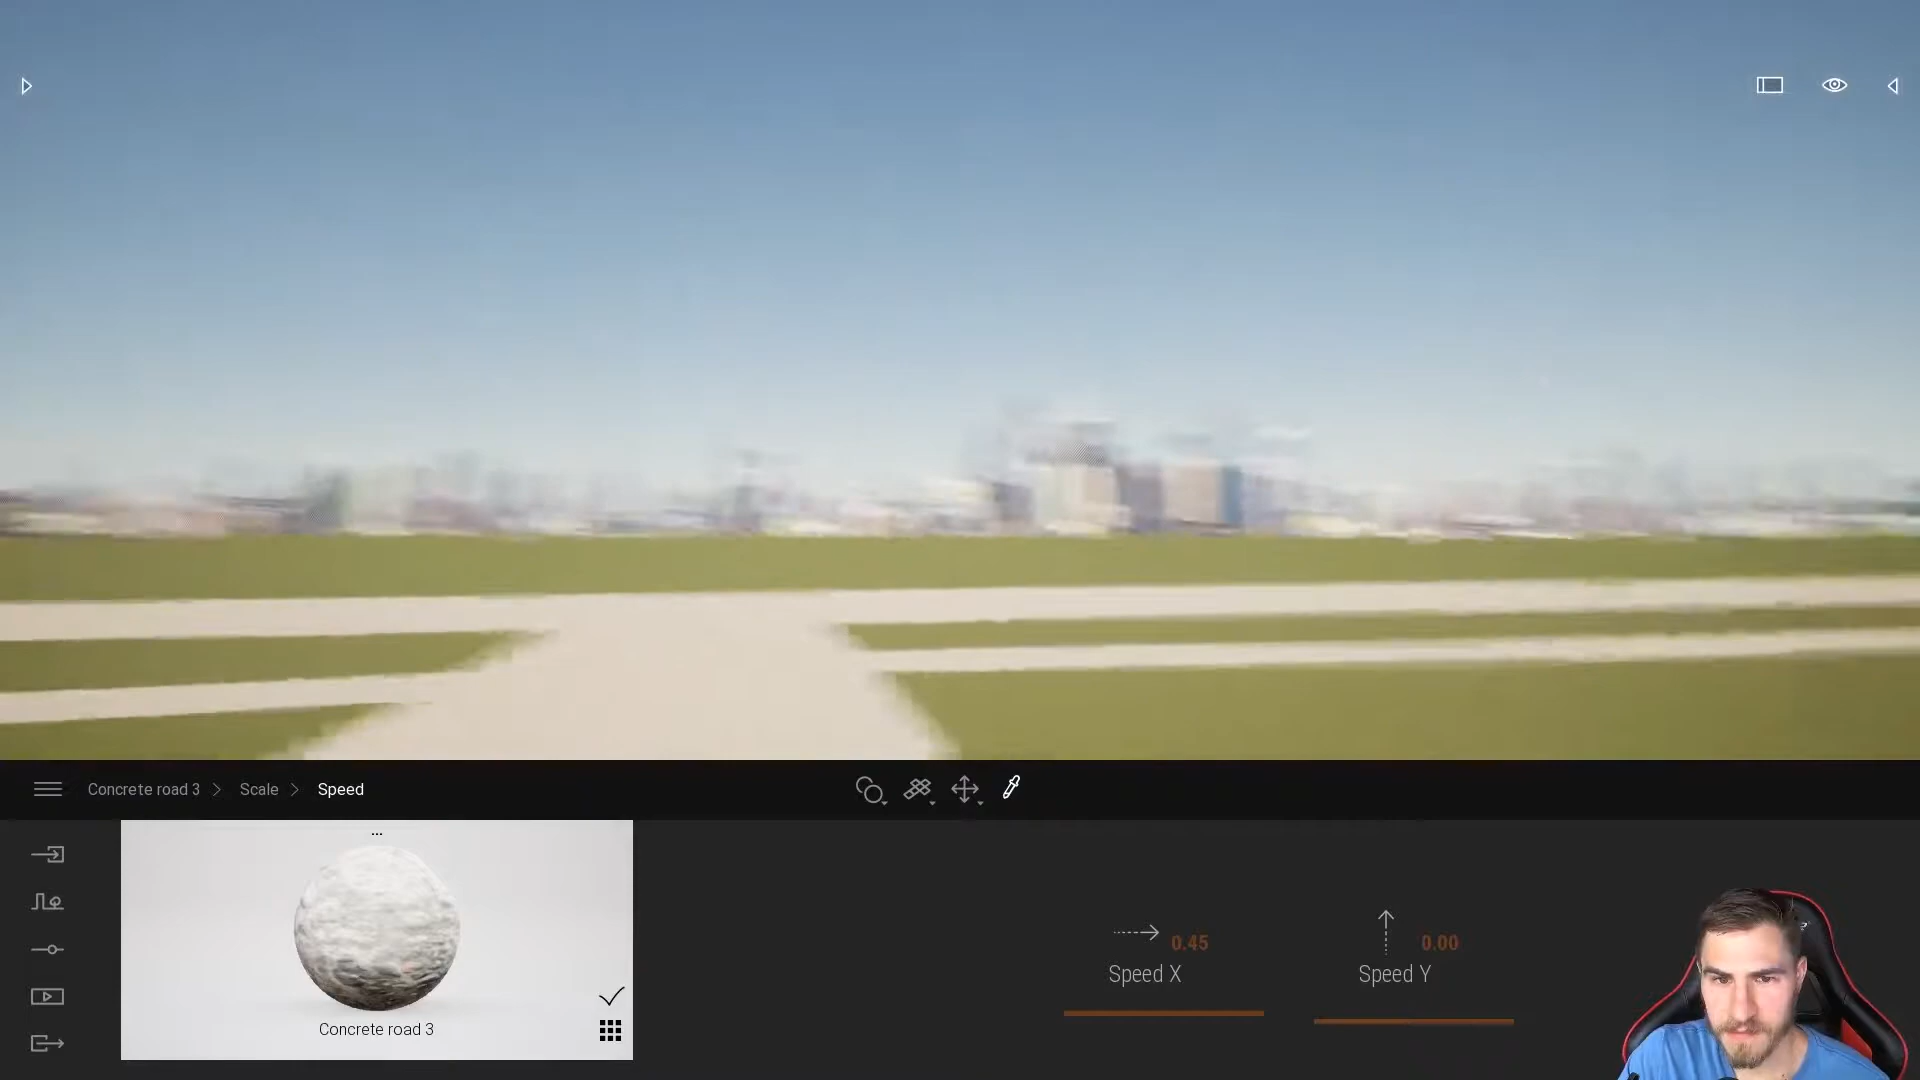 Concrete road 3
Scale
Speed
...
Concrete road 3
0.45
Speed X
0.00
Speed Y